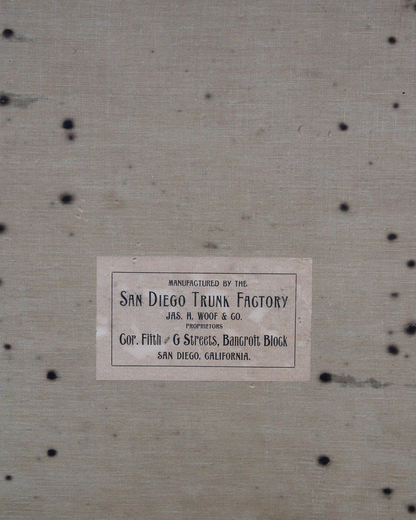 MANUFACTURED BY THE
SAN DIEGO TRUNK FACTORY
JAS. H. WOOF & CO.
PROPRIETORS
Cor. Fifth and G Streets, Bancroft Block
SAN DIEGO, CALIFORNIA.